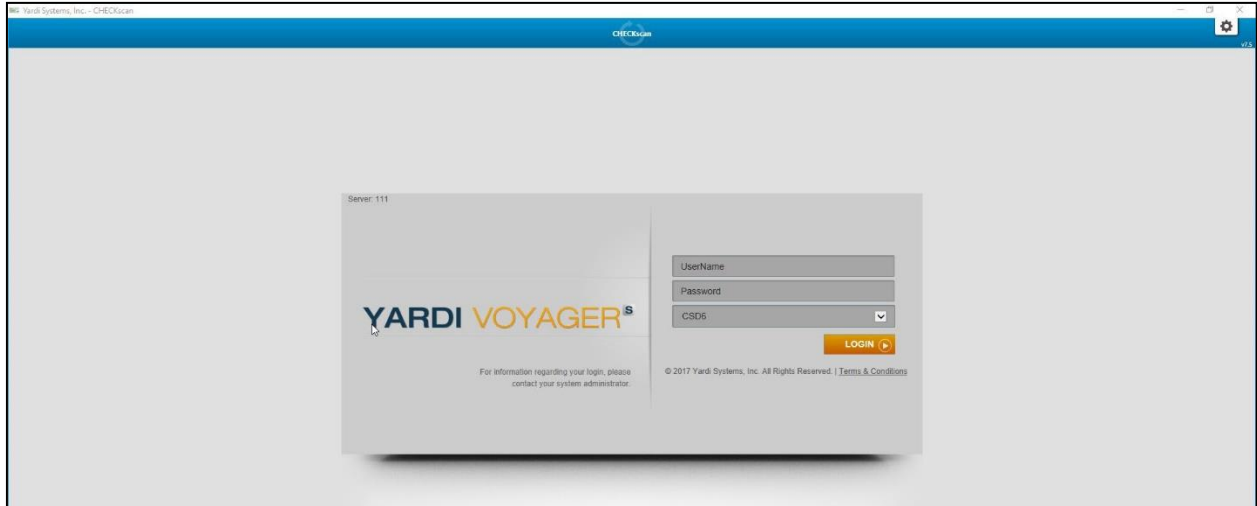 Yardi Systems, Inc. - CHECKscan
CHECKscan
v7.5
Server: 111
UserName
Password
CSD6
LOGIN
YARDI VOYAGER S
For information regarding your login, please
contact your system administrator.
© 2017 Yardi Systems, Inc. All Rights Reserved. | Terms & Conditions